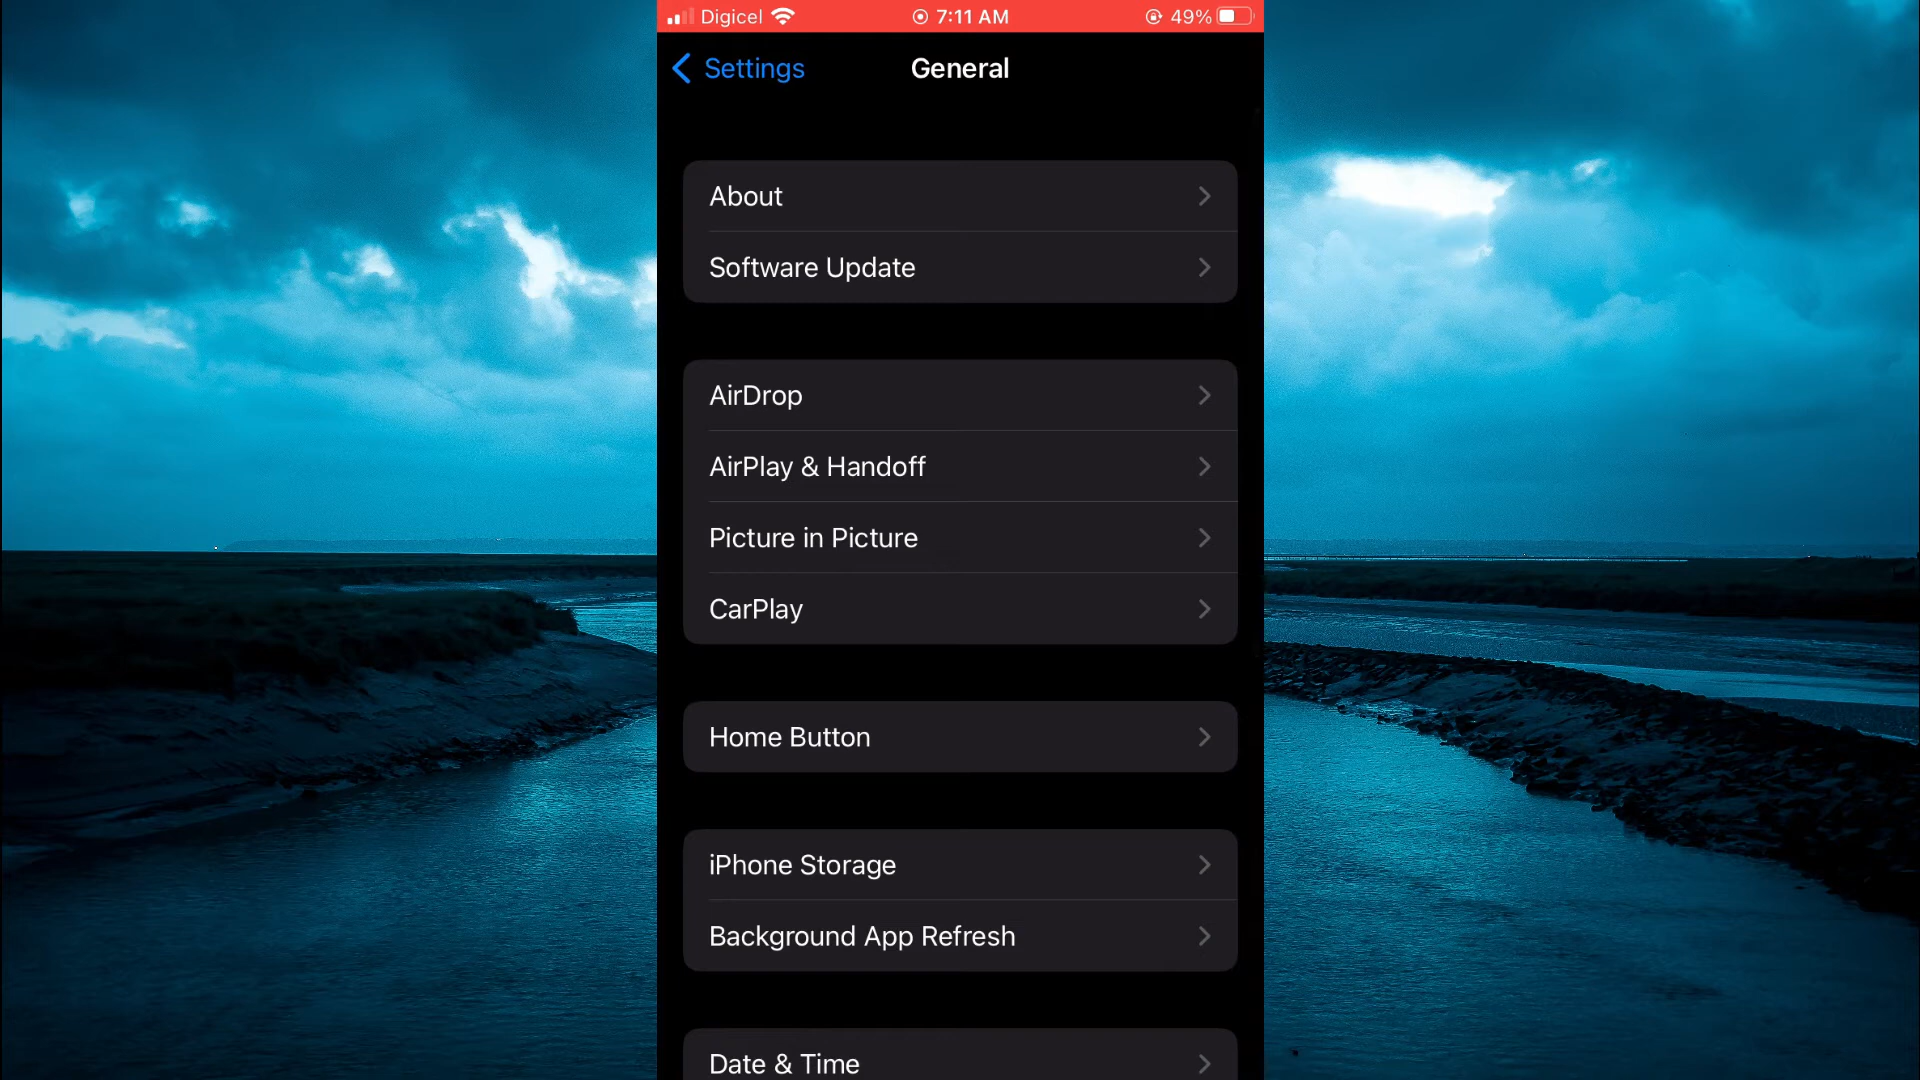 Digicel 7:11 AM 49%
Settings General
About
Software Update
AirDrop
AirPlay & Handoff
Picture in Picture
CarPlay
Home Button
iPhone Storage
Background App Refresh
Date & Time